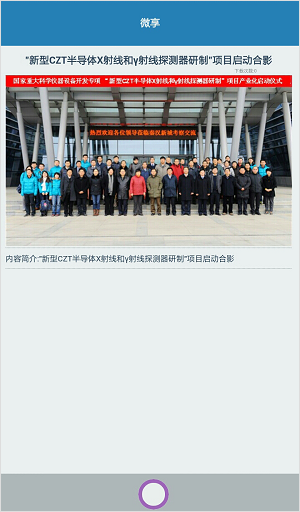 微享
“新型CZT半导体X射线和γ射线探测器研制”项目启动合影
下载次数:0
国家重大科学仪器设备开发专项 “新型CZT半导体X射线和γ射线探测器研制”项目产业化启动仪式
热烈欢迎各位领导莅临秦汉新城考察交流
内容简介:“新型CZT半导体X射线和γ射线探测器研制”项目启动合影